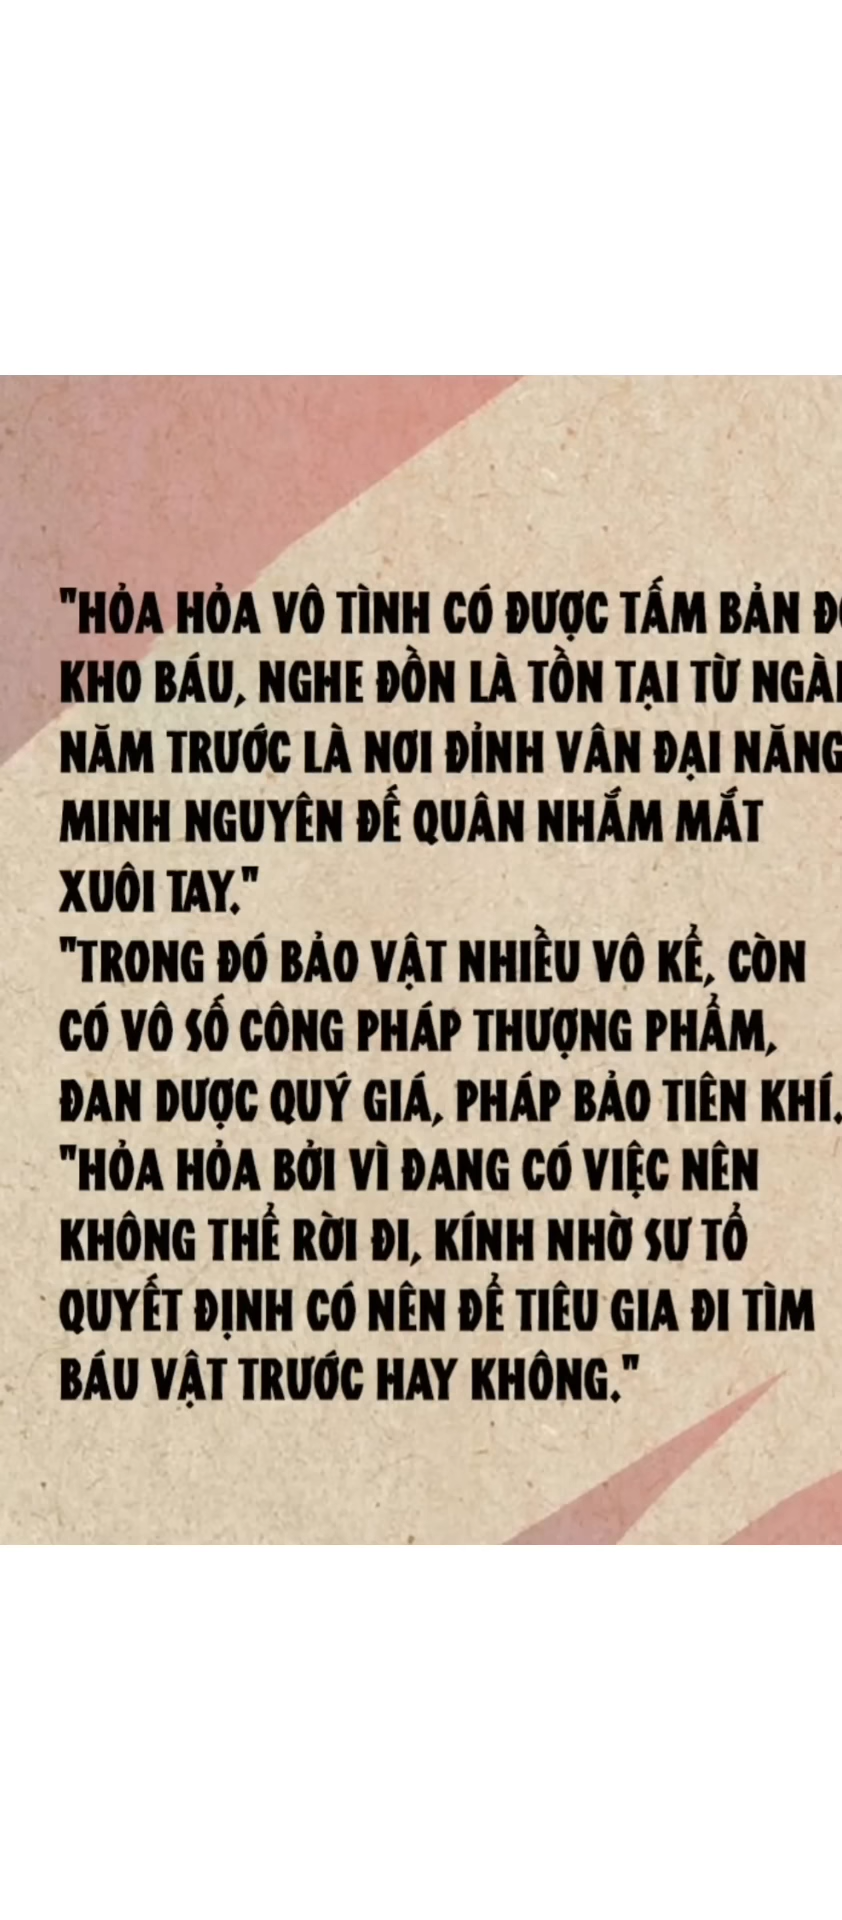 "HỎA HỎA VÔ TÌNH CÓ ĐƯỢC TẤM BẢN ĐỒ
KHO BÁU, NGHE ĐỒN LÀ TỒN TẠI TỪ NGÀN
NĂM TRƯỚC LÀ NƠI ĐỈNH VÂN ĐẠI NĂNG
MINH NGUYÊN ĐẾ QUÂN NHẮM MẮT
XUÔI TAY."
"TRONG ĐÓ BẢO VẬT NHIỀU VÔ KỂ, CÒN
CÓ VÔ SỐ CÔNG PHÁP THƯỢNG PHẨM,
ĐAN DƯỢC QUÝ GIÁ, PHÁP BẢO TIÊN KHÍ.
"HỎA HỎA BỞI VÌ ĐANG CÓ VIỆC NÊN
KHÔNG THỂ RỜI ĐI, KÍNH NHỜ SƯ TỔ
QUYẾT ĐỊNH CÓ NÊN ĐỂ TIÊU GIA ĐI TÌM
BÁU VẬT TRƯỚC HAY KHÔNG."